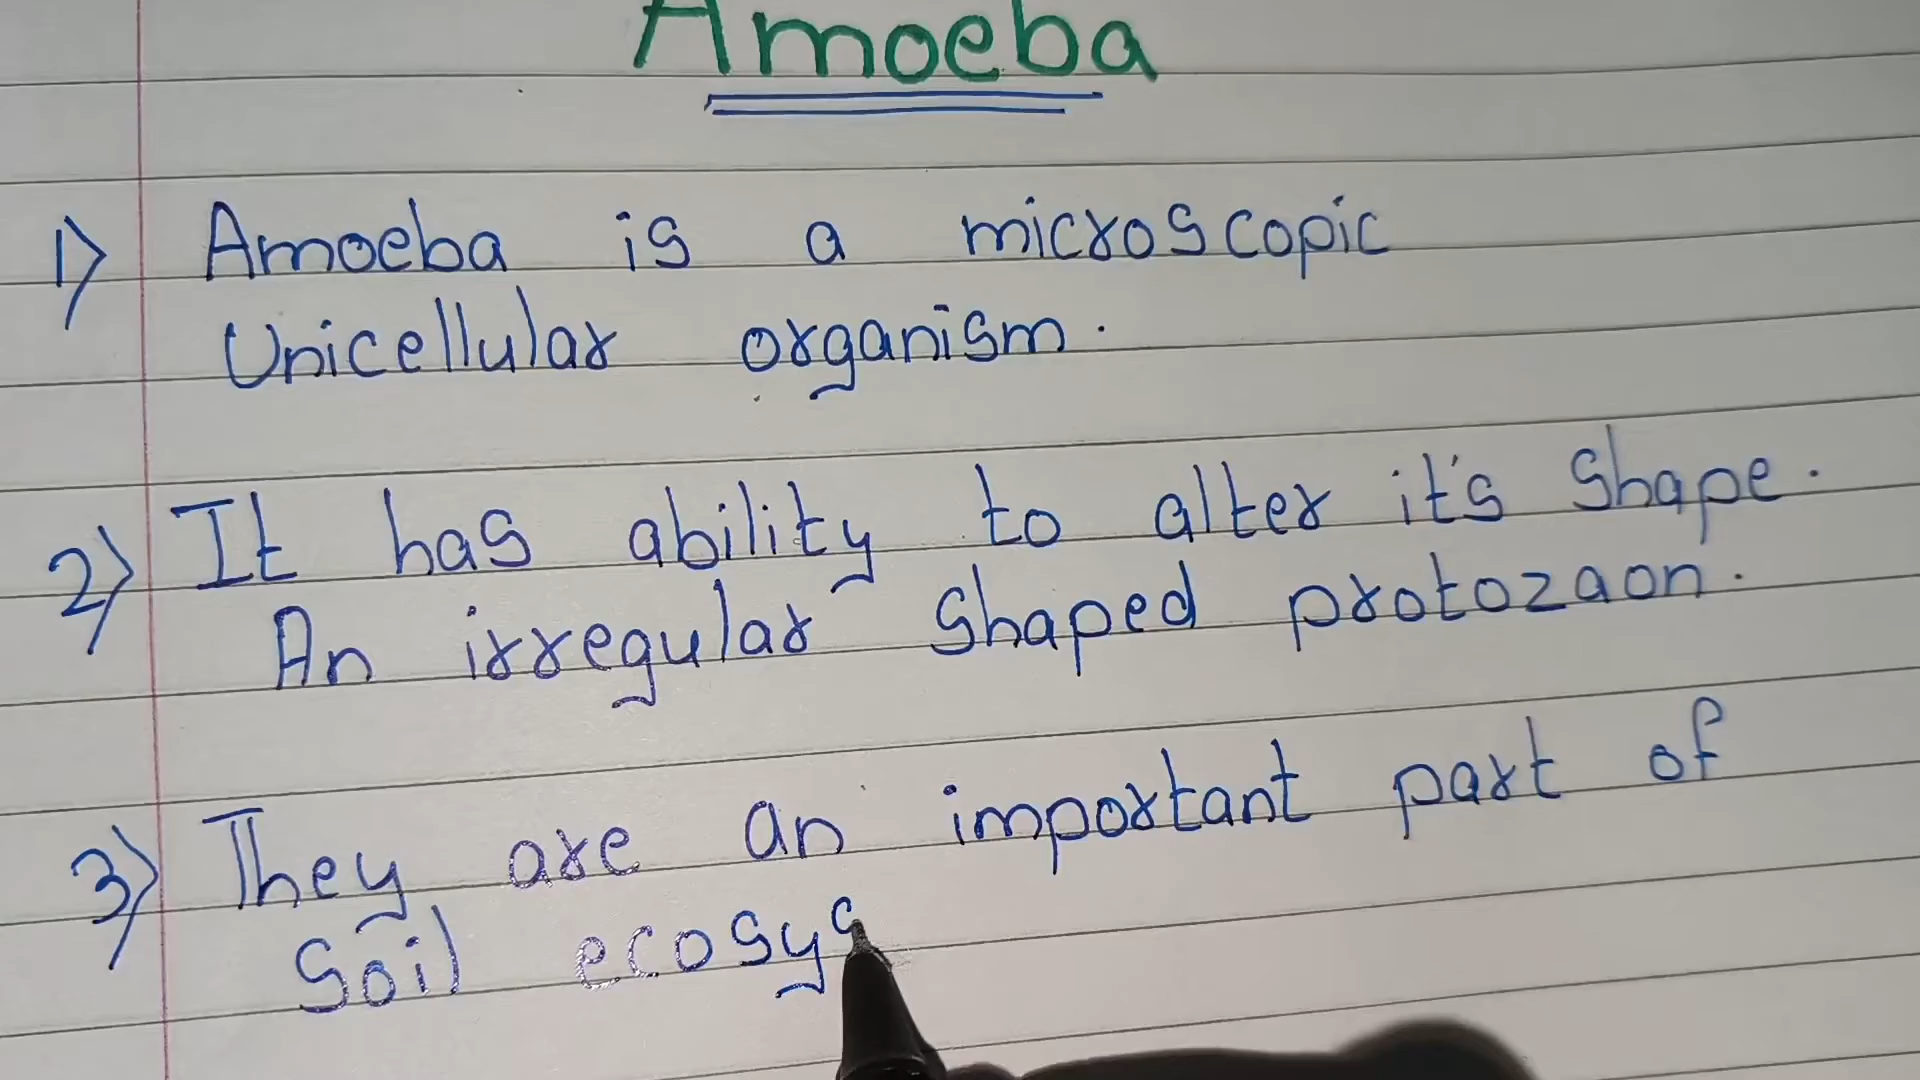 Amoeba
1) Amoeba is a microscopic
Unicellular organism.
2) It has ability to alter it's shape.
An irregular shaped protozaon.
3) They are an important part of
Soil ecosys